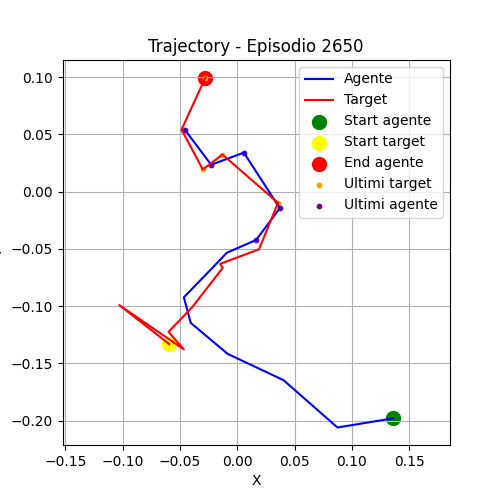 Trajectory - Episodio 2650
Agente
Target
Start agente
Start target
End agente
Ultimi target
Ultimi agente
0.10
0.05
0.00
−0.05
−0.10
−0.15
−0.20
−0.15
−0.10
−0.05
0.00
0.05
0.10
0.15
X